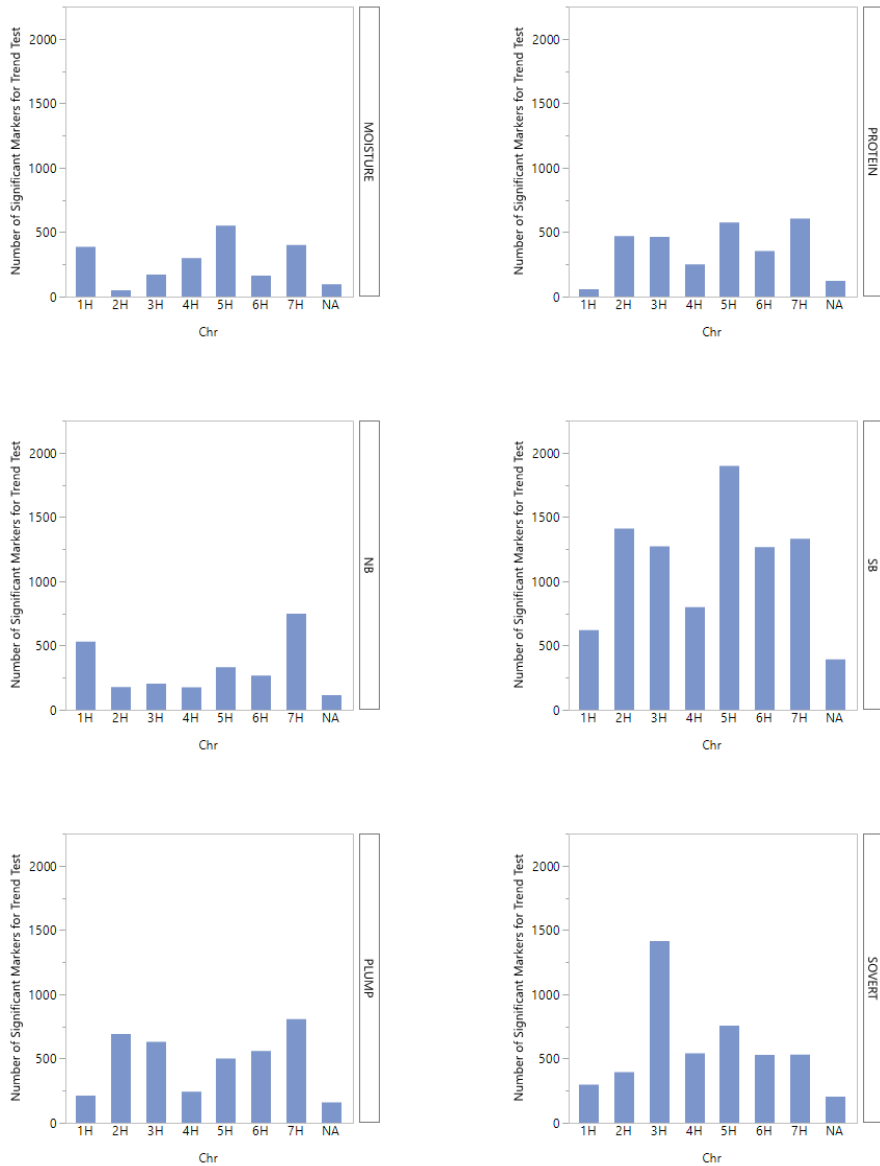 Number of Significant Markers for Trend Test
2000
1500
1000
500
0
1H 2H 3H 4H 5H 6H 7H NA
Chr
MOISTURE
Number of Significant Markers for Trend Test
2000
1500
1000
500
0
1H 2H 3H 4H 5H 6H 7H NA
Chr
PROTEIN
Number of Significant Markers for Trend Test
2000
1500
1000
500
0
1H 2H 3H 4H 5H 6H 7H NA
Chr
NB
Number of Significant Markers for Trend Test
2000
1500
1000
500
0
1H 2H 3H 4H 5H 6H 7H NA
Chr
SB
Number of Significant Markers for Trend Test
2000
1500
1000
500
0
1H 2H 3H 4H 5H 6H 7H NA
Chr
PLUMP
Number of Significant Markers for Trend Test
2000
1500
1000
500
0
1H 2H 3H 4H 5H 6H 7H NA
Chr
SOVERT